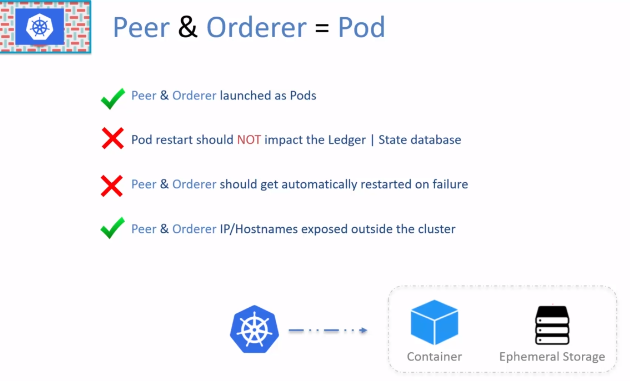 Peer & Orderer = Pod
Peer & Orderer launched as Pods
Pod restart should NOT impact the Ledger | State database
Peer & Orderer should get automatically restarted on failure
Peer & Orderer IP/Hostnames exposed outside the cluster
Container
Ephemeral Storage